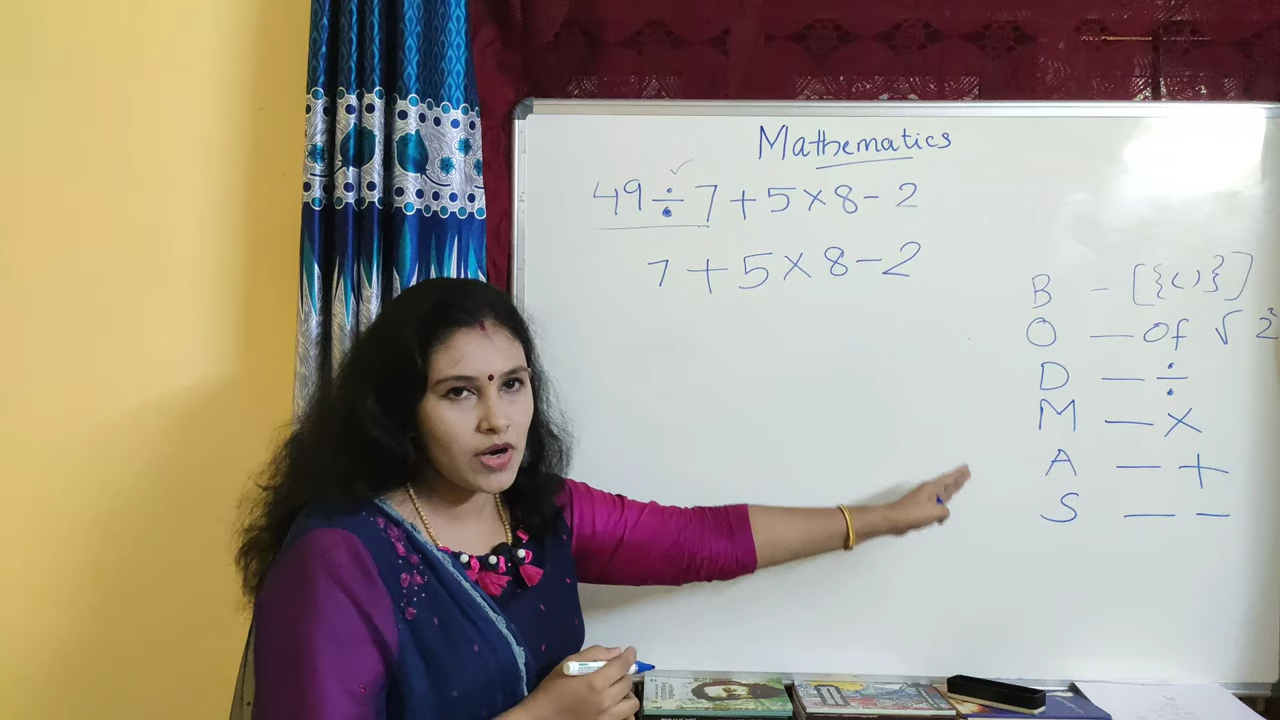 Mathematics
49÷7+5×8-2
7+5×8-2
B - [{()}]
O — Of √ 2²
D — ÷
M — ×
A — +
S — -